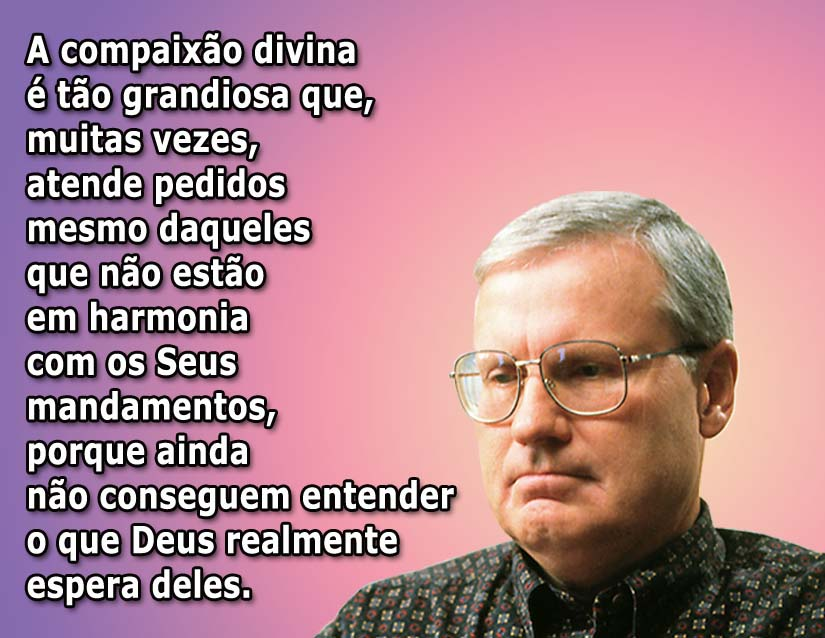 A compaixão divina
é tão grandiosa que,
muitas vezes,
atende pedidos
mesmo daqueles
que não estão
em harmonia
com os Seus
mandamentos,
porque ainda
não conseguem entender
o que Deus realmente
espera deles.